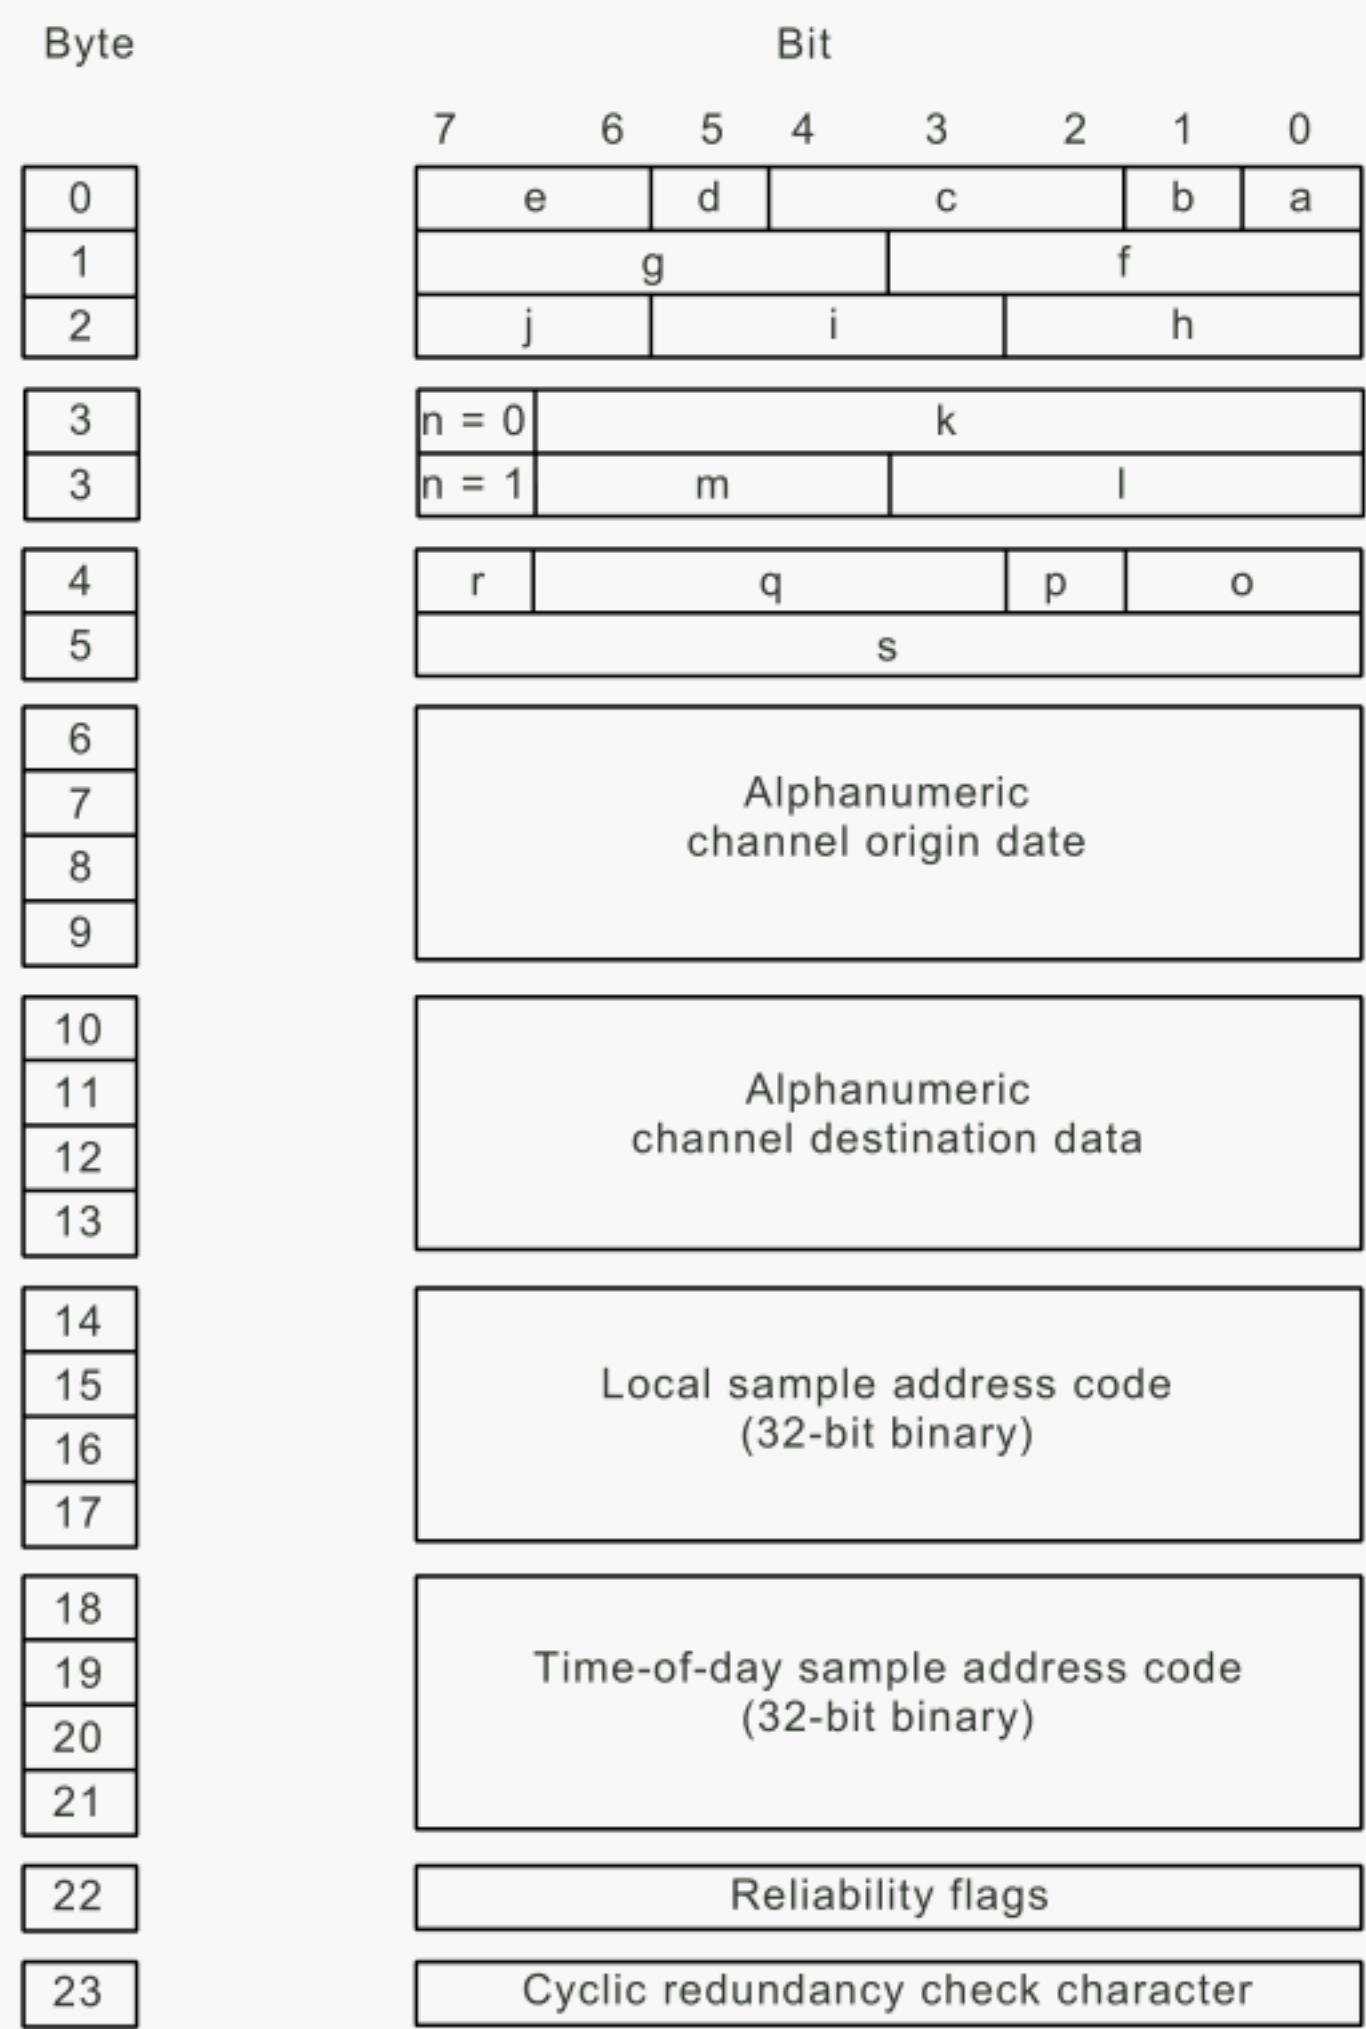 Byte Bit
7 6 5 4 3 2 1 0
0 e d c b a
1 g f
2 j i h
3 n = 0 k
3 n = 1 m l
4 r q p o
5 s
6
7 Alphanumeric
channel origin date
8
9
10
11 Alphanumeric
channel destination data
12
13
14
15 Local sample address code
16 (32-bit binary)
17
18
19 Time-of-day sample address code
20 (32-bit binary)
21
22 Reliability flags
23 Cyclic redundancy check character